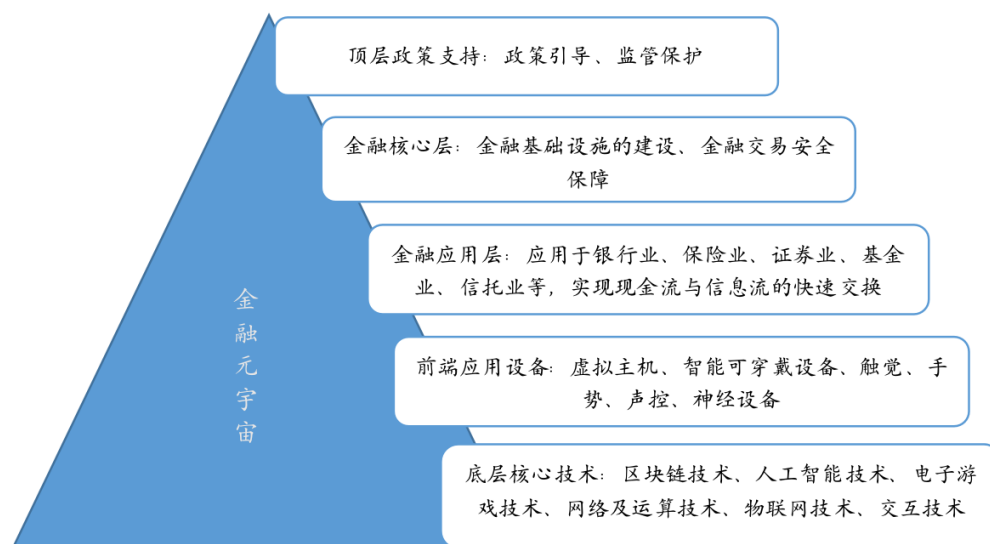 顶层政策支持：政策引导、监管保护
金融核心层：金融基础设施的建设、金融交易安全
保障
金融应用层：应用于银行业、保险业、证券业、基金
业、信托业等，实现现金流与信息流的快速交换
金
融
元
宇
宙
前端应用设备：虚拟主机、智能可穿戴设备、触觉、手
势、声控、神经设备
底层核心技术：区块链技术、人工智能技术、电子游
戏技术、网络及运算技术、物联网技术、交互技术